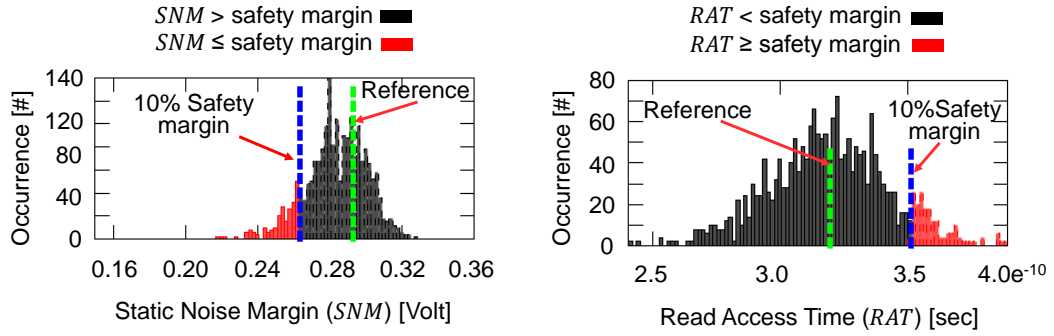 SNM > safety margin
SNM ≤ safety margin
Occurrence [#]
140
120
80
40
0
10% Safety
margin
Reference
0.16 0.20 0.24 0.28 0.32 0.36
Static Noise Margin (SNM) [Volt]
RAT < safety margin
RAT ≥ safety margin
Occurrence [#]
80
60
40
20
0
Reference
10%Safety
margin
2.5 3.0 3.5 4.0e-10
Read Access Time (RAT) [sec]